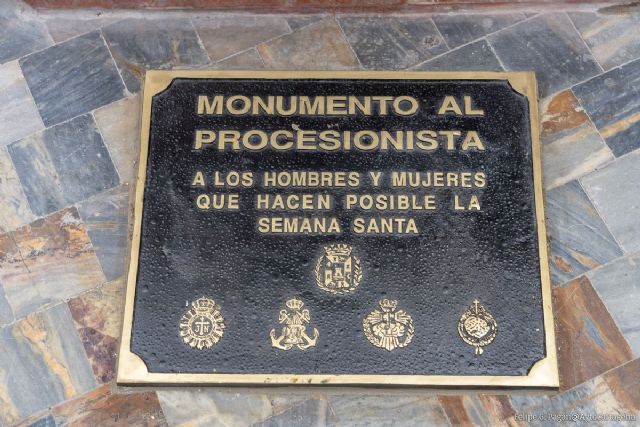 MONUMENTO AL
PROCESIONISTA
A LOS HOMBRES Y MUJERES
QUE HACEN POSIBLE LA
SEMANA SANTA